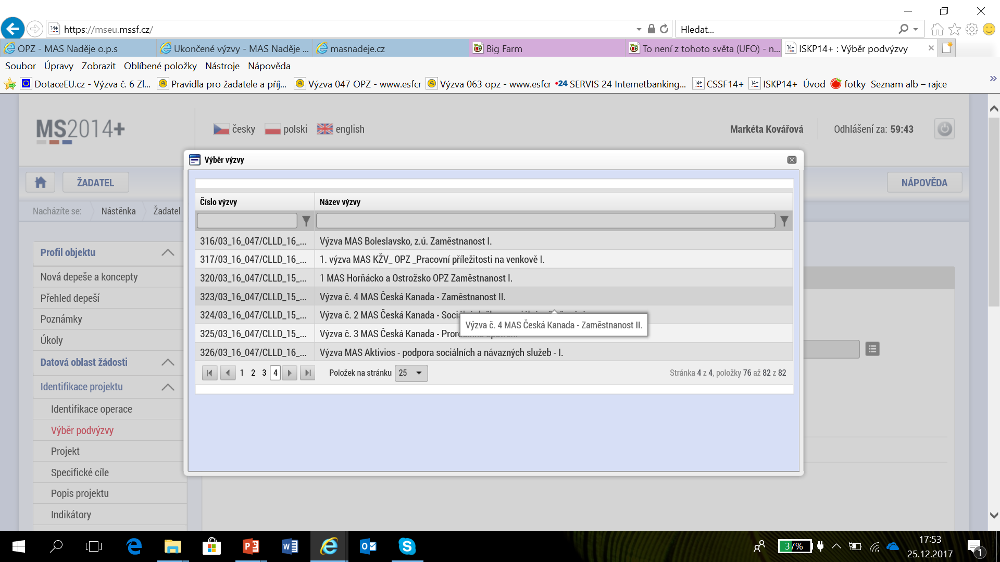 https://mseu.mssf.cz/
Hledat...
OPZ - MAS Naděje o.p.s
Ukončené výzvy - MAS Naděje ...
masnadeje.cz
Big Farm
To není z tohoto světa (UFO) - n...
ISKP14+ : Výběr podvýzvy
Soubor Úpravy Zobrazit Oblíbené položky Nástroje Nápověda
DotaceEU.cz - Výzva č. 6 Zl... Pravidla pro žadatele a příj... Výzva 047 OPZ - www.esfcr Výzva 063 opz - www.esfcr SERVIS 24 Internetbanking... CSSF14+ ISKP14+ Úvod fotky Seznam alb – rajce
MS2014+
česky polski english
Markéta Kovářová
Odhlášení za: 59:43
Výběr výzvy
ŽADATEL
NÁPOVĚDA
Nacházíte se: Nástěnka Žadatel
Číslo výzvy Název výzvy
316/03_16_047/CLLD_16_... Výzva MAS Boleslavsko, z.ú. Zaměstnanost I.
317/03_16_047/CLLD_16_... 1. výzva MAS KŽV_ OPZ _Pracovní příležitosti na venkově I.
320/03_16_047/CLLD_15_... 1 MAS Horňácko a Ostrožsko OPZ Zaměstnanost I.
323/03_16_047/CLLD_15_... Výzva č. 4 MAS Česká Kanada - Zaměstnanost II.
324/03_16_047/CLLD_15_... Výzva č. 2 MAS Česká Kanada -
Výzva č. 4 MAS Česká Kanada - Zaměstnanost II.
325/03_16_047/CLLD_15_... Výzva č. 3 MAS Česká Kanada -
326/03_16_047/CLLD_16_... Výzva MAS Aktivios - podpora sociálních a návazných služeb - I.
1 2 3 4 Položek na stránku 25 Stránka 4 z 4, položky 76 až 82 z 82
Profil objektu
Nová depeše a koncepty
Přehled depeší
Poznámky
Úkoly
Datová oblast žádosti
Identifikace projektu
Identifikace operace
Výběr podvýzvy
Projekt
Specifické cíle
Popis projektu
Indikátory
37%
17:53
25.12.2017
1